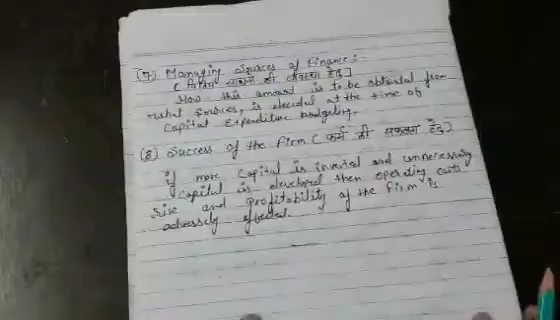 (7) Managing Sources of Finance :-
( वित्तिय साधनों की व्यवस्था हेतु ]
How this amount is to be obtained from
what sources, is decided at the time of
Capital Expenditure budgeting.
(8) Success of the Firm ( फर्म की सफलता हेतु ]
if more Capital is invested and unnecessary
Capital is developed then operating costs
rise and profitability of the firm is
adversely effected.